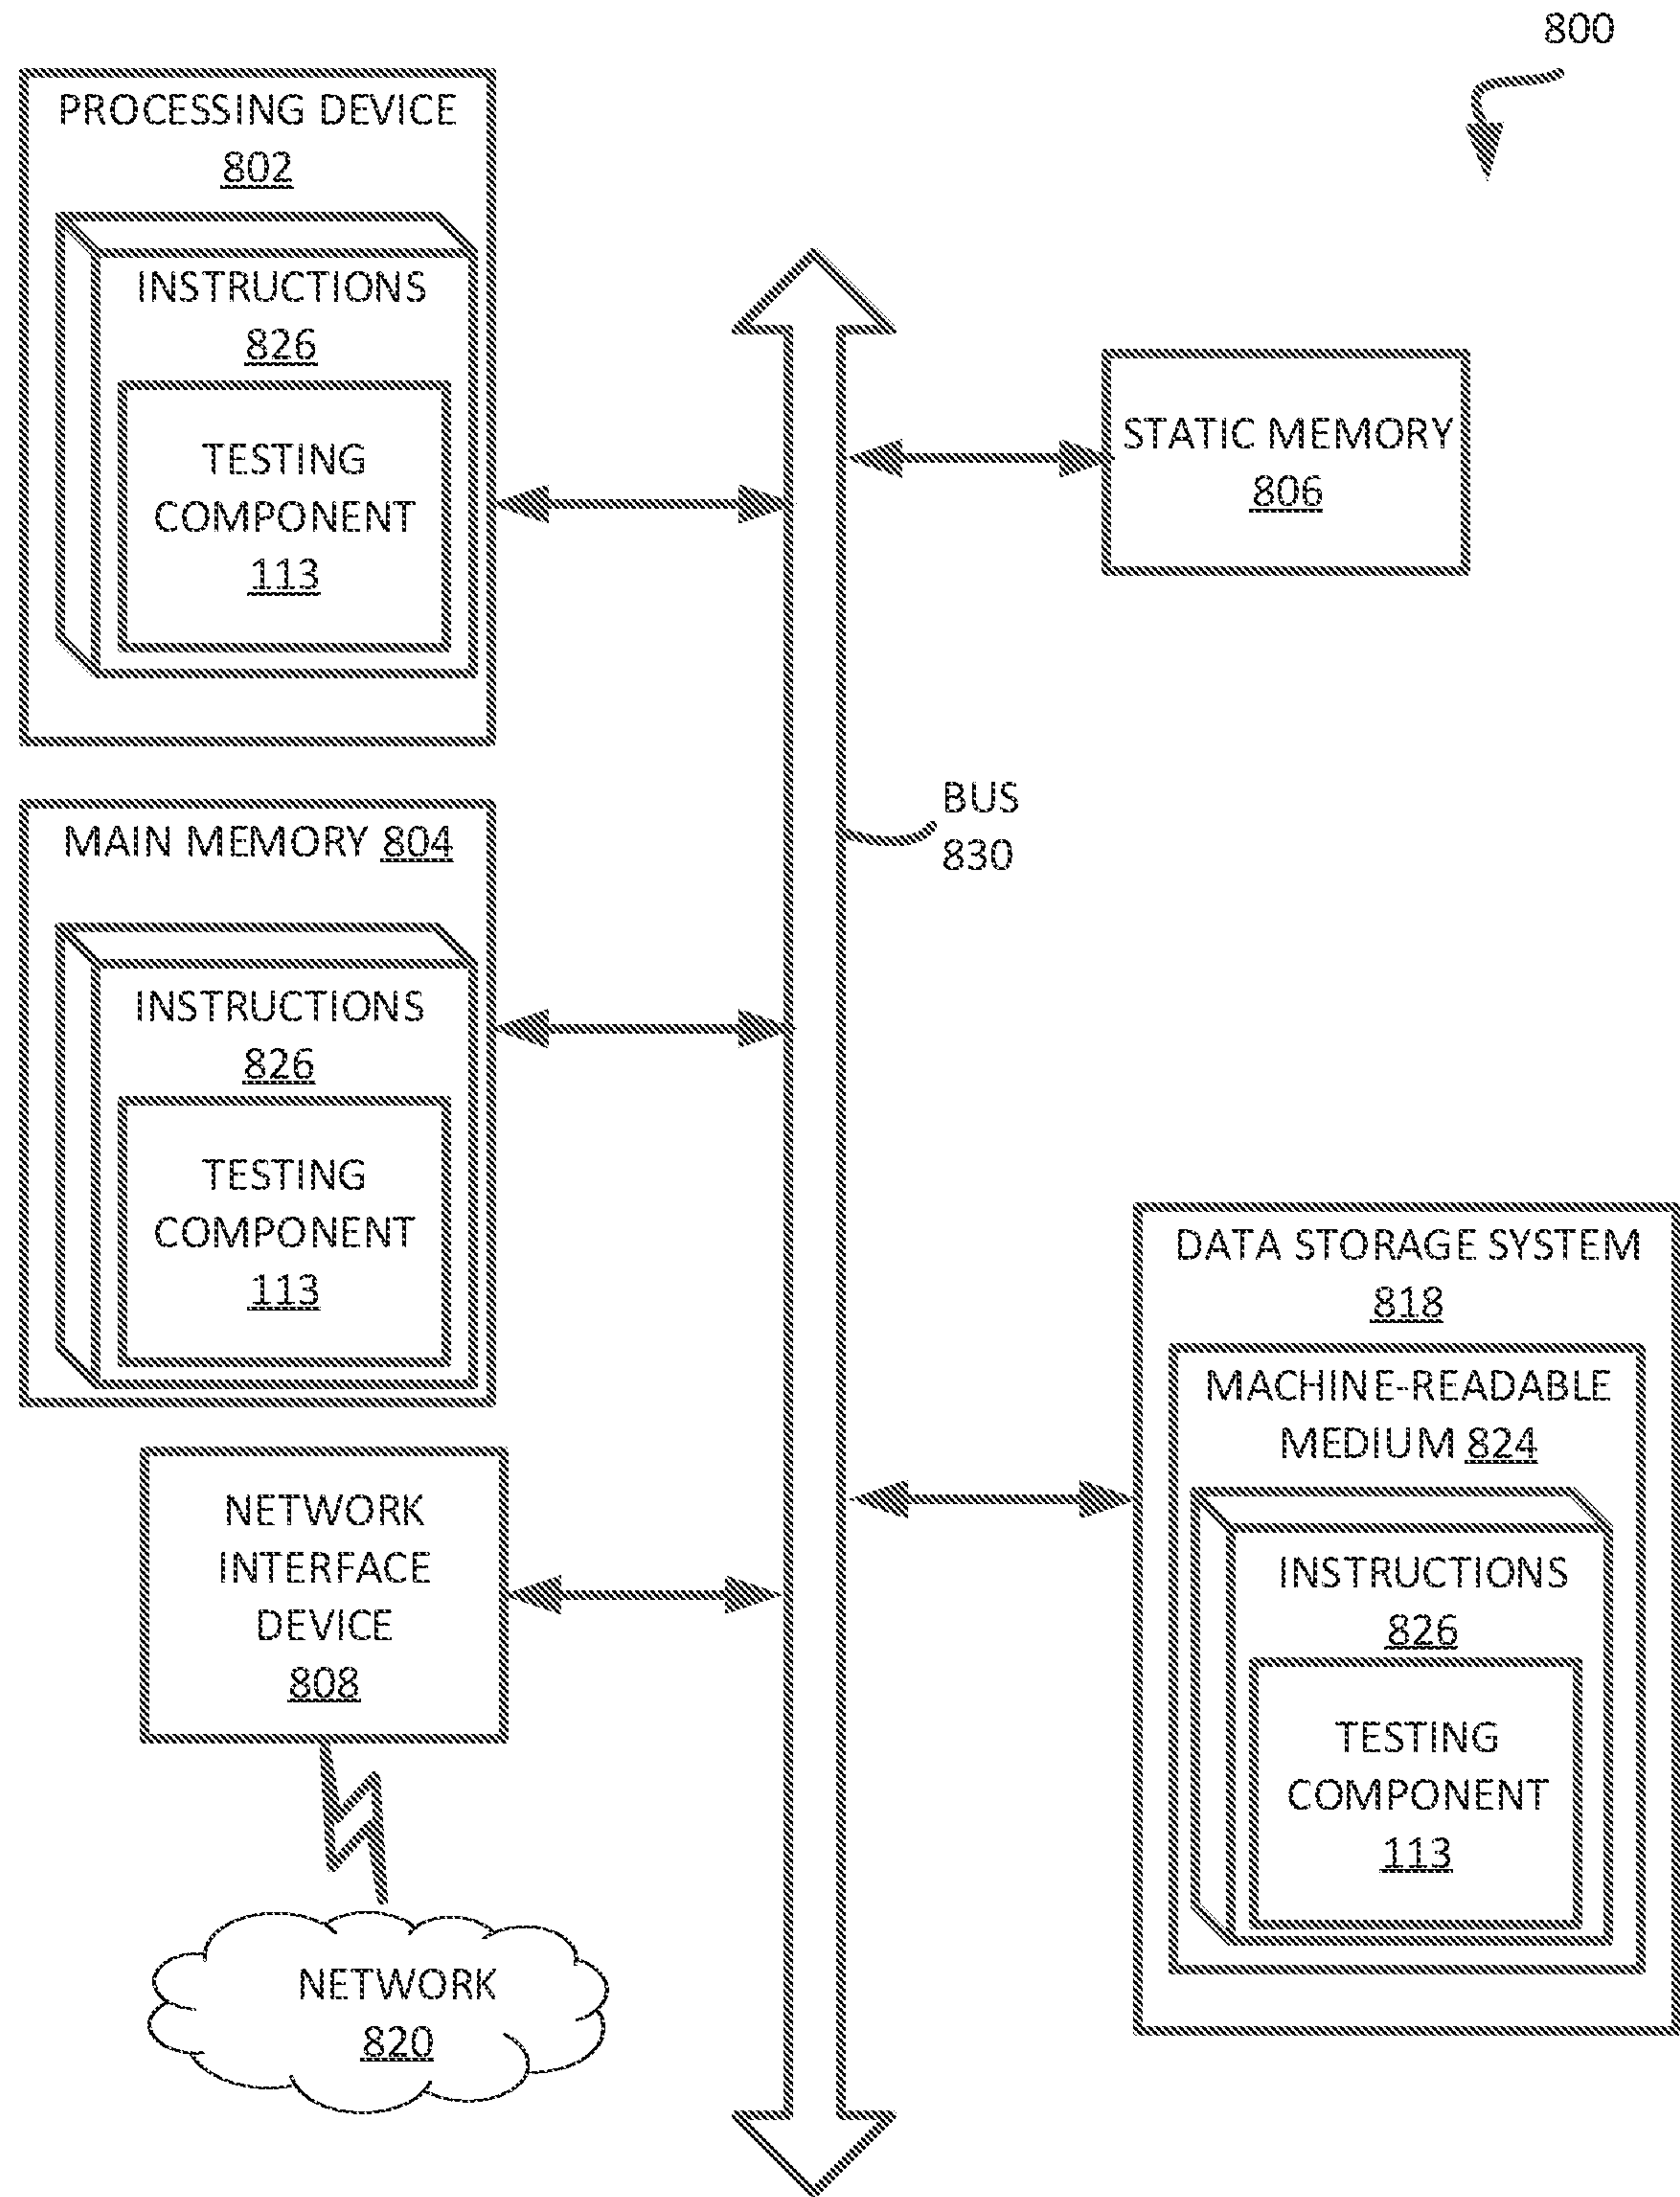 800
PROCESSING DEVICE
802
INSTRUCTIONS
826
TESTING
COMPONENT
113
STATIC MEMORY
806
BUS
830
MAIN MEMORY 804
INSTRUCTIONS
826
TESTING
COMPONENT
113
DATA STORAGE SYSTEM
818
MACHINE-READABLE
MEDIUM 824
INSTRUCTIONS
826
TESTING
COMPONENT
113
NETWORK
INTERFACE
DEVICE
808
NETWORK
820